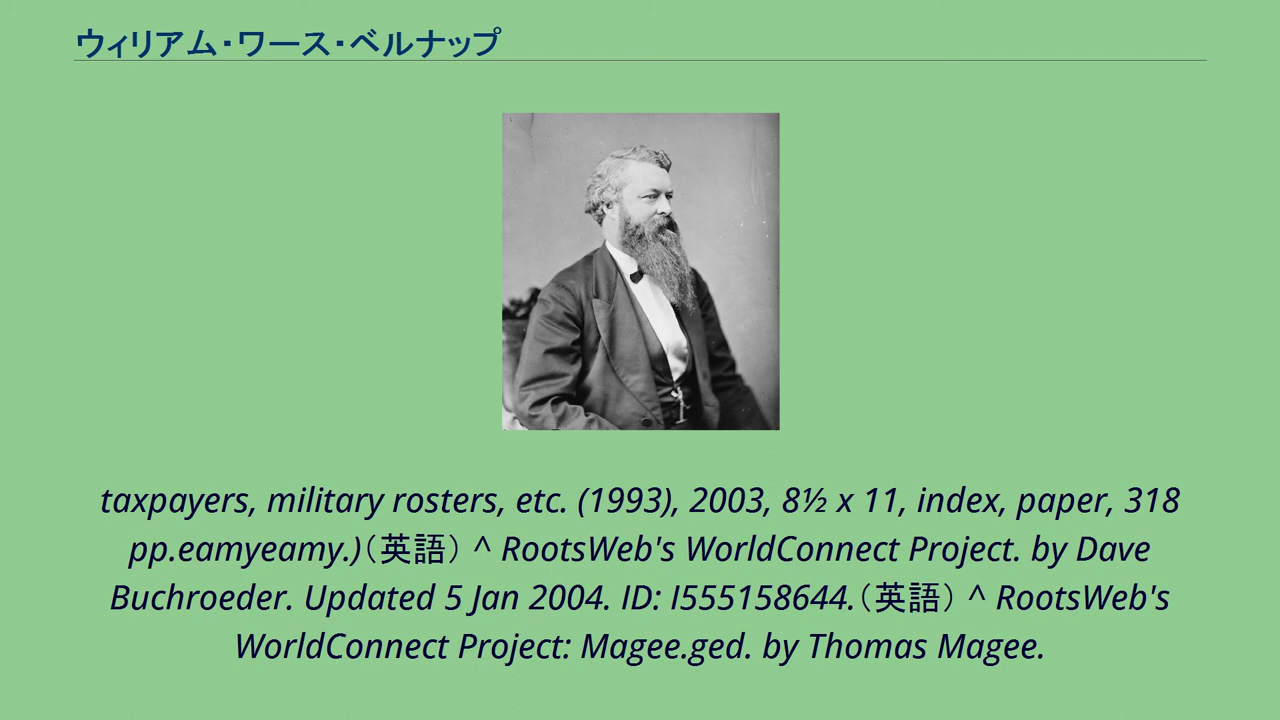 ウィリアム・ワース・ベルナップ
taxpayers, military rosters, etc. (1993), 2003, 8½ x 11, index, paper, 318
pp.eamyeamy.)（英語） ^ RootsWeb's WorldConnect Project. by Dave
Buchroeder. Updated 5 Jan 2004. ID: I555158644.（英語） ^ RootsWeb's
WorldConnect Project: Magee.ged. by Thomas Magee.